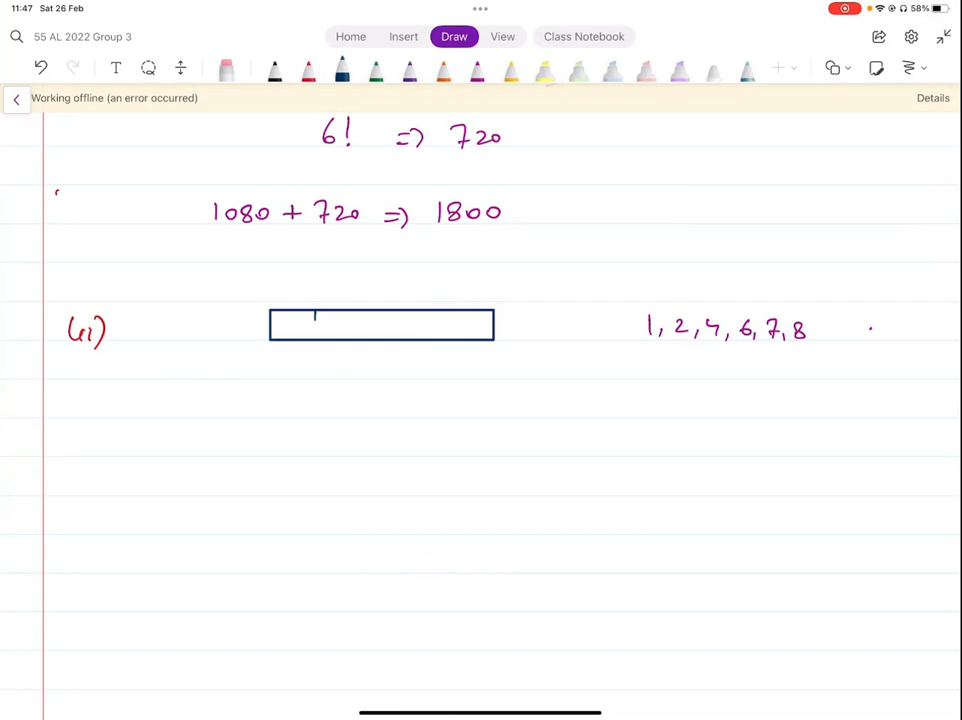 11:47 Sat 26 Feb 58%
55 AL 2022 Group 3 Home Insert Draw View Class Notebook
Working offline (an error occurred) Details
6! => 720
1080 + 720 => 1800
(ii) 1, 2, 4, 6, 7, 8